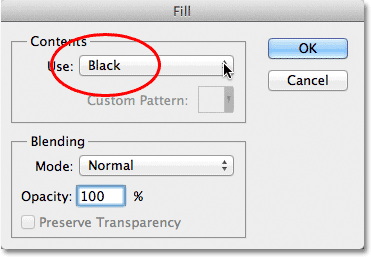 Fill
Contents
Use: Black
OK
Cancel
Custom Pattern:
Blending
Mode: Normal
Opacity: 100 %
Preserve Transparency